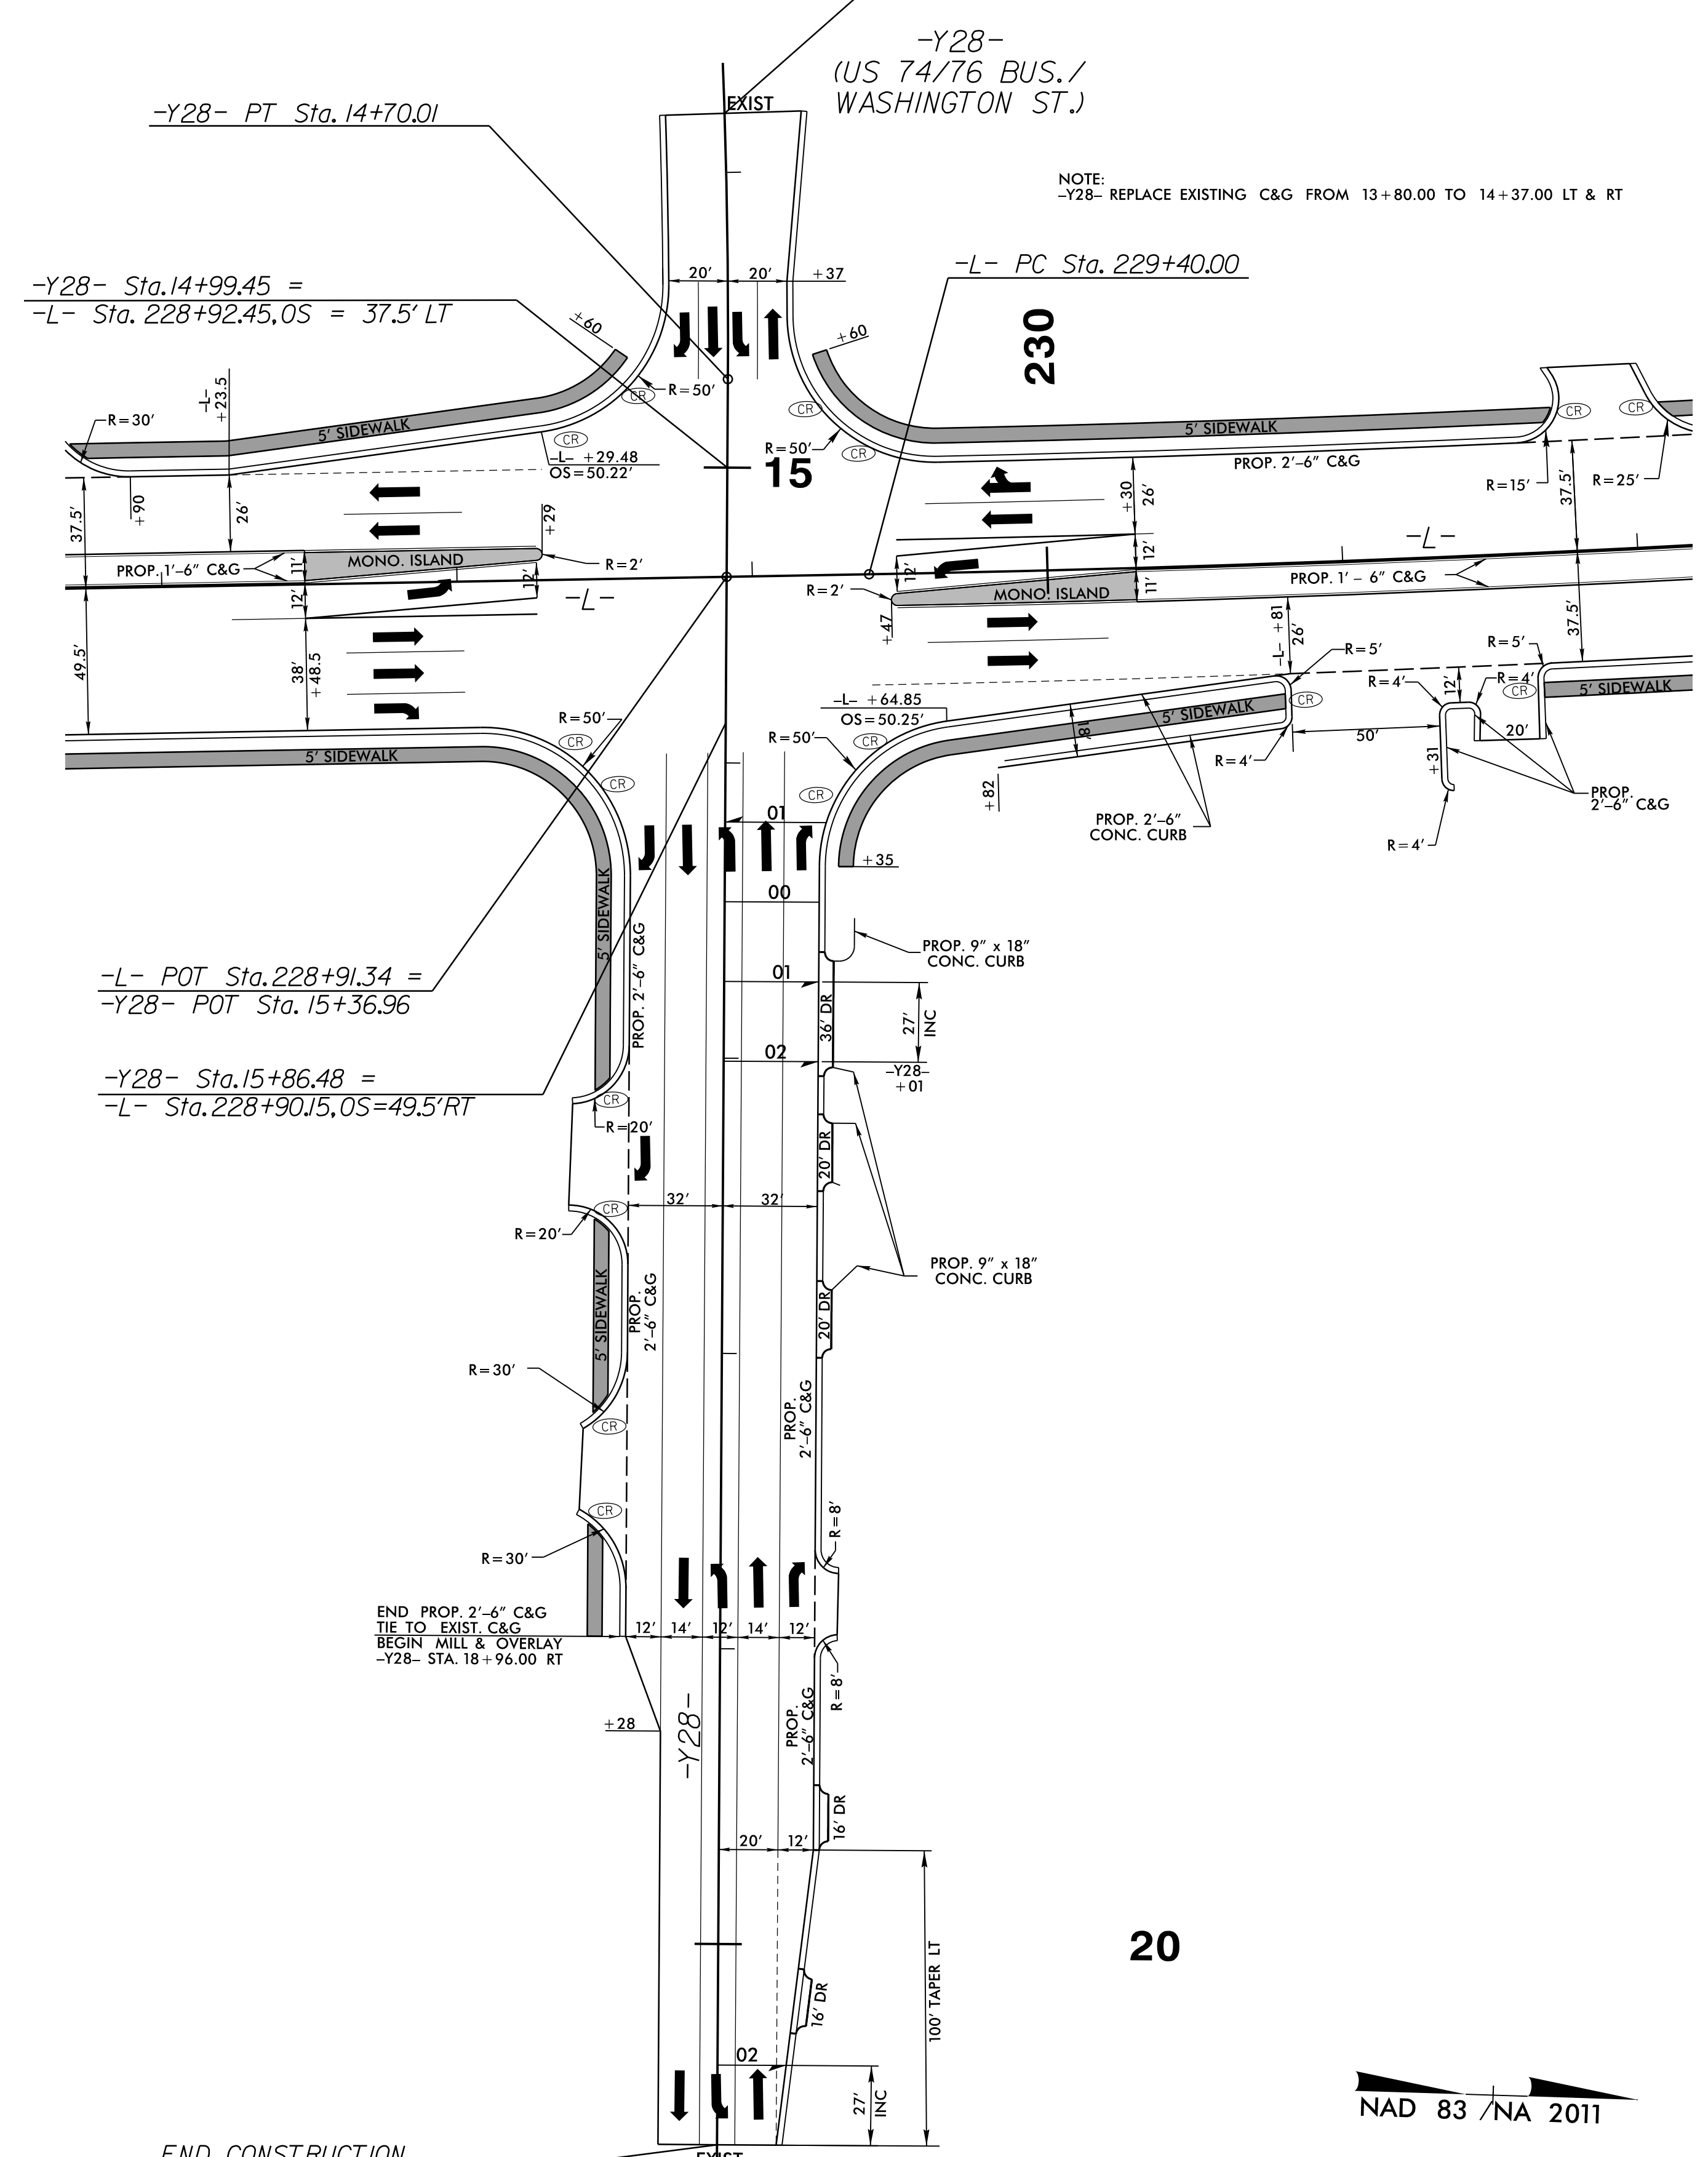 -Y28-
(US 74/76 BUS./
WASHINGTON ST.)
EXIST
-Y28- PT Sta. 14+70.01
NOTE:
-Y28- REPLACE EXISTING C&G FROM 13+80.00 TO 14+37.00 LT & RT
-L- PC Sta. 229+40.00
-Y28- Sta.14+99.45 =
-L- Sta. 228+92.45,OS = 37.5' LT
20'
20'
+37
+60
+60
230
-L-
+23.5
R=30'
5' SIDEWALK
R=50'
CR
CR
CR
-L- +29.48
OS=50.22'
R=50'
CR
15
5' SIDEWALK
PROP. 2'-6" C&G
CR
CR
R=15'
R=25'
37.5'
37.5'
+90
26'
+29
+30
26'
-L-
PROP. 1'-6" C&G
11'
MONO. ISLAND
R=2'
12'
12'
-L-
12'
12'
11'
R=2'
MONO. ISLAND
PROP. 1' - 6" C&G
+47
49.5'
38'
+48.5
-L- +81
26'
37.5'
R=5'
R=5'
R=4'
R=4'
12'
CR
5' SIDEWALK
-L- +64.85
OS=50.25'
R=50'
CR
R=50'
CR
5' SIDEWALK
18'
CR
5' SIDEWALK
R=4'
50'
20'
+31
PROP.
2'-6" C&G
R=4'
CR
CR
+82
PROP. 2'-6"
CONC. CURB
01
+35
00
5' SIDEWALK
PROP. 2'-6" C&G
PROP. 9" x 18"
CONC. CURB
-L- POT Sta.228+91.34 =
-Y28- POT Sta. 15+36.96
01
36' DR
27'
INC
02
-Y28-
+01
-Y28- Sta.15+86.48 =
-L- Sta.228+90.15,OS=49.5'RT
CR
R=20'
20' DR
32'
32'
CR
R=20'
PROP. 9" x 18"
CONC. CURB
5' SIDEWALK
PROP.
2'-6" C&G
20' DR
R=30'
CR
PROP.
2'-6" C&G
CR
R=8'
R=30'
END PROP. 2'-6" C&G
TIE TO EXIST. C&G
BEGIN MILL & OVERLAY
-Y28- STA. 18+96.00 RT
12'
14'
12'
14'
12'
R=8'
+28
-Y28-
PROP.
2'-6" C&G
16' DR
20'
12'
20
100' TAPER LT
16' DR
02
27'
INC
NAD 83 /NA 2011
END CONSTRUCTION
EXIST